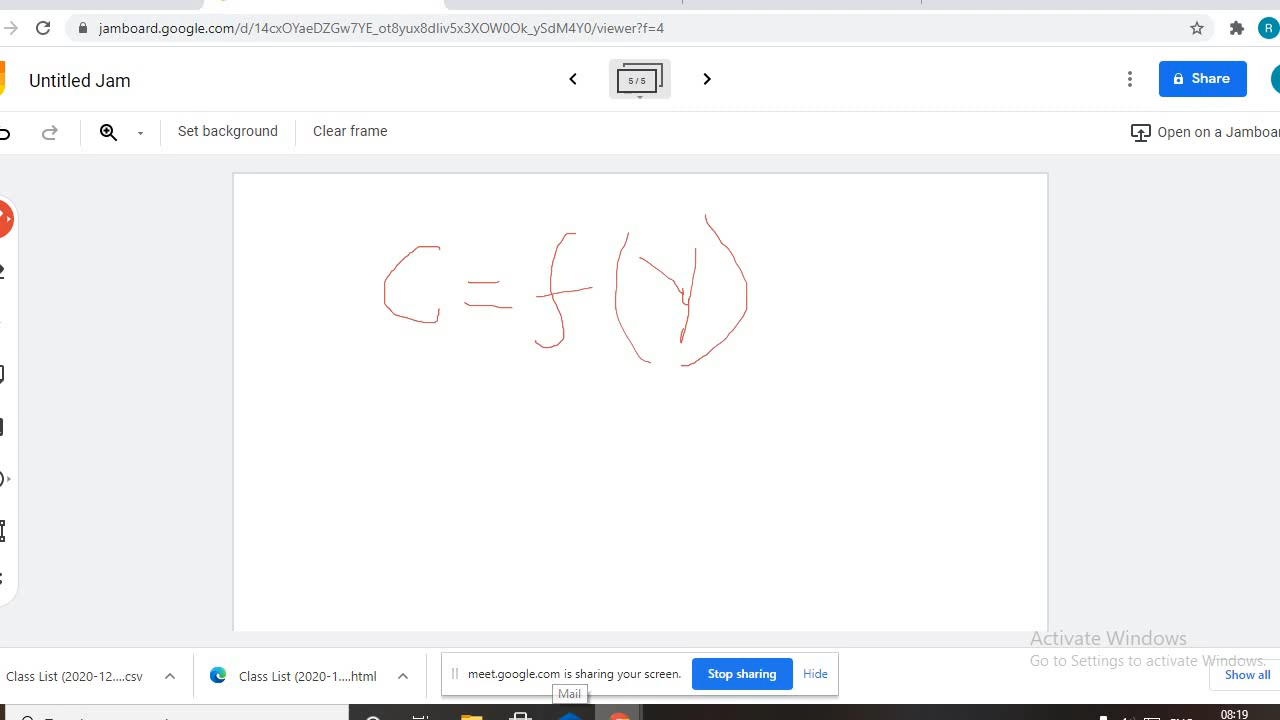 jamboard.google.com/d/14cxOYaeDZGw7YE_ot8yux8dIiv5x3XOW0Ok_ySdM4Y0/viewer?f=4
R
Untitled Jam
5 / 5
Share
Set background
Clear frame
Open on a Jamboar
C = f (Y)
Activate Windows
Go to Settings to activate Windows.
Class List (2020-12....csv
Class List (2020-1....html
meet.google.com is sharing your screen.
Stop sharing
Hide
Show all
Mail
08:19